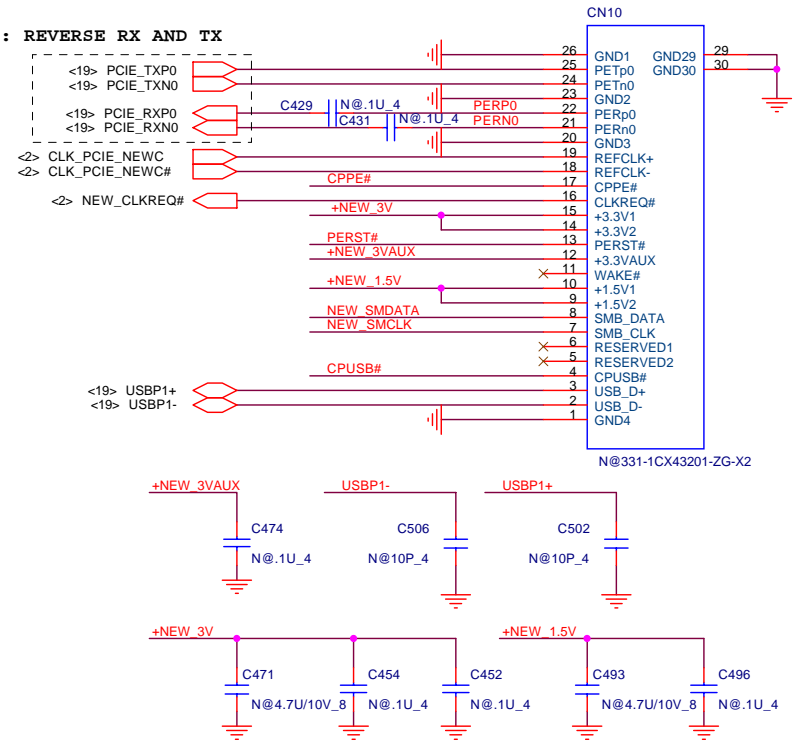 CN10
: REVERSE RX AND TX
26 GND1 GND29 29
<19> PCIE_TXP0 25 PETp0 GND30 30
<19> PCIE_TXN0 24 PETn0
23 GND2
<19> PCIE_RXP0 C429 N@.1U_4 PERP0 22 PERp0
<19> PCIE_RXN0 C431 N@.1U_4 PERN0 21 PERn0
20 GND3
<2> CLK_PCIE_NEWC 19 REFCLK+
<2> CLK_PCIE_NEWC# 18 REFCLK-
CPPE# 17 CPPE#
<2> NEW_CLKREQ# 16 CLKREQ#
+NEW_3V 15 +3.3V1
14 +3.3V2
PERST# 13 PERST#
+NEW_3VAUX 12 +3.3VAUX
11 WAKE#
+NEW_1.5V 10 +1.5V1
9 +1.5V2
NEW_SMDATA 8 SMB_DATA
NEW_SMCLK 7 SMB_CLK
6 RESERVED1
5 RESERVED2
CPUSB# 4 CPUSB#
<19> USBP1+ 3 USB_D+
<19> USBP1- 2 USB_D-
1 GND4
N@331-1CX43201-ZG-X2
+NEW_3VAUX USBP1- USBP1+
C474 C506 C502
N@.1U_4 N@10P_4 N@10P_4
+NEW_3V +NEW_1.5V
C471 C454 C452 C493 C496
N@4.7U/10V_8 N@.1U_4 N@.1U_4 N@4.7U/10V_8 N@.1U_4